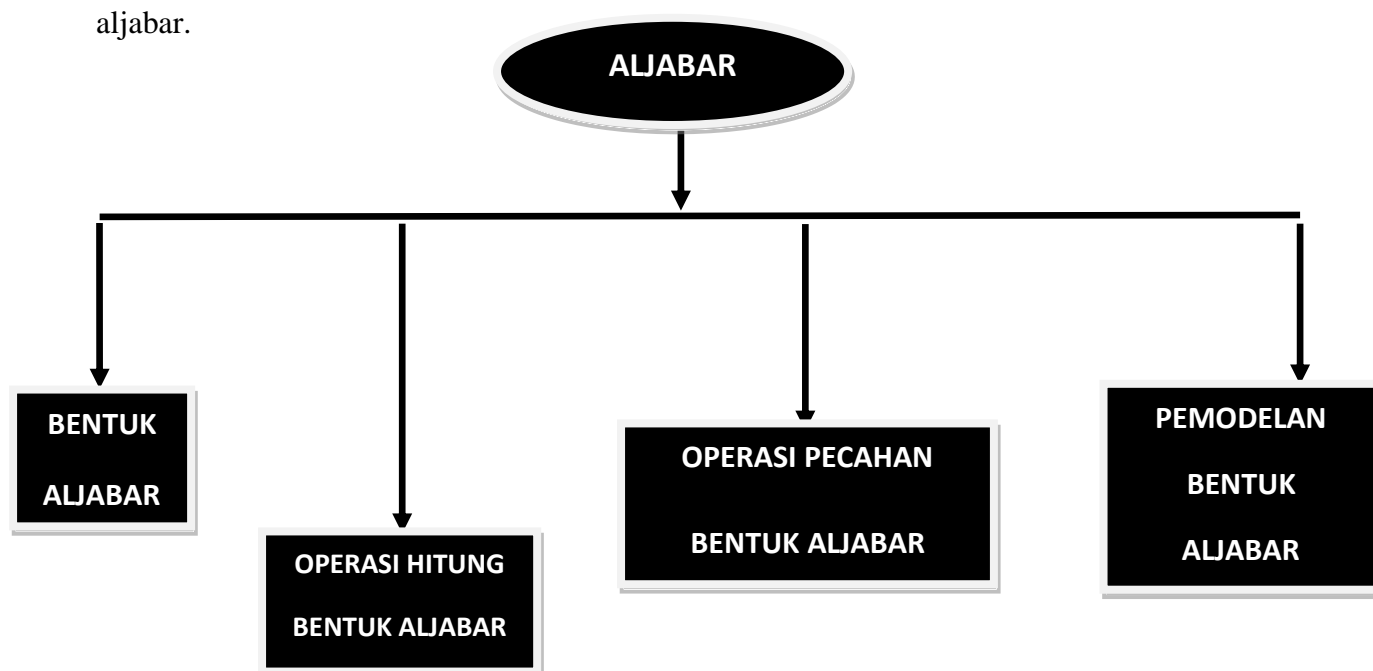 aljabar.
ALJABAR
BENTUK
ALJABAR
OPERASI HITUNG
BENTUK ALJABAR
OPERASI PECAHAN
BENTUK ALJABAR
PEMODELAN
BENTUK
ALJABAR